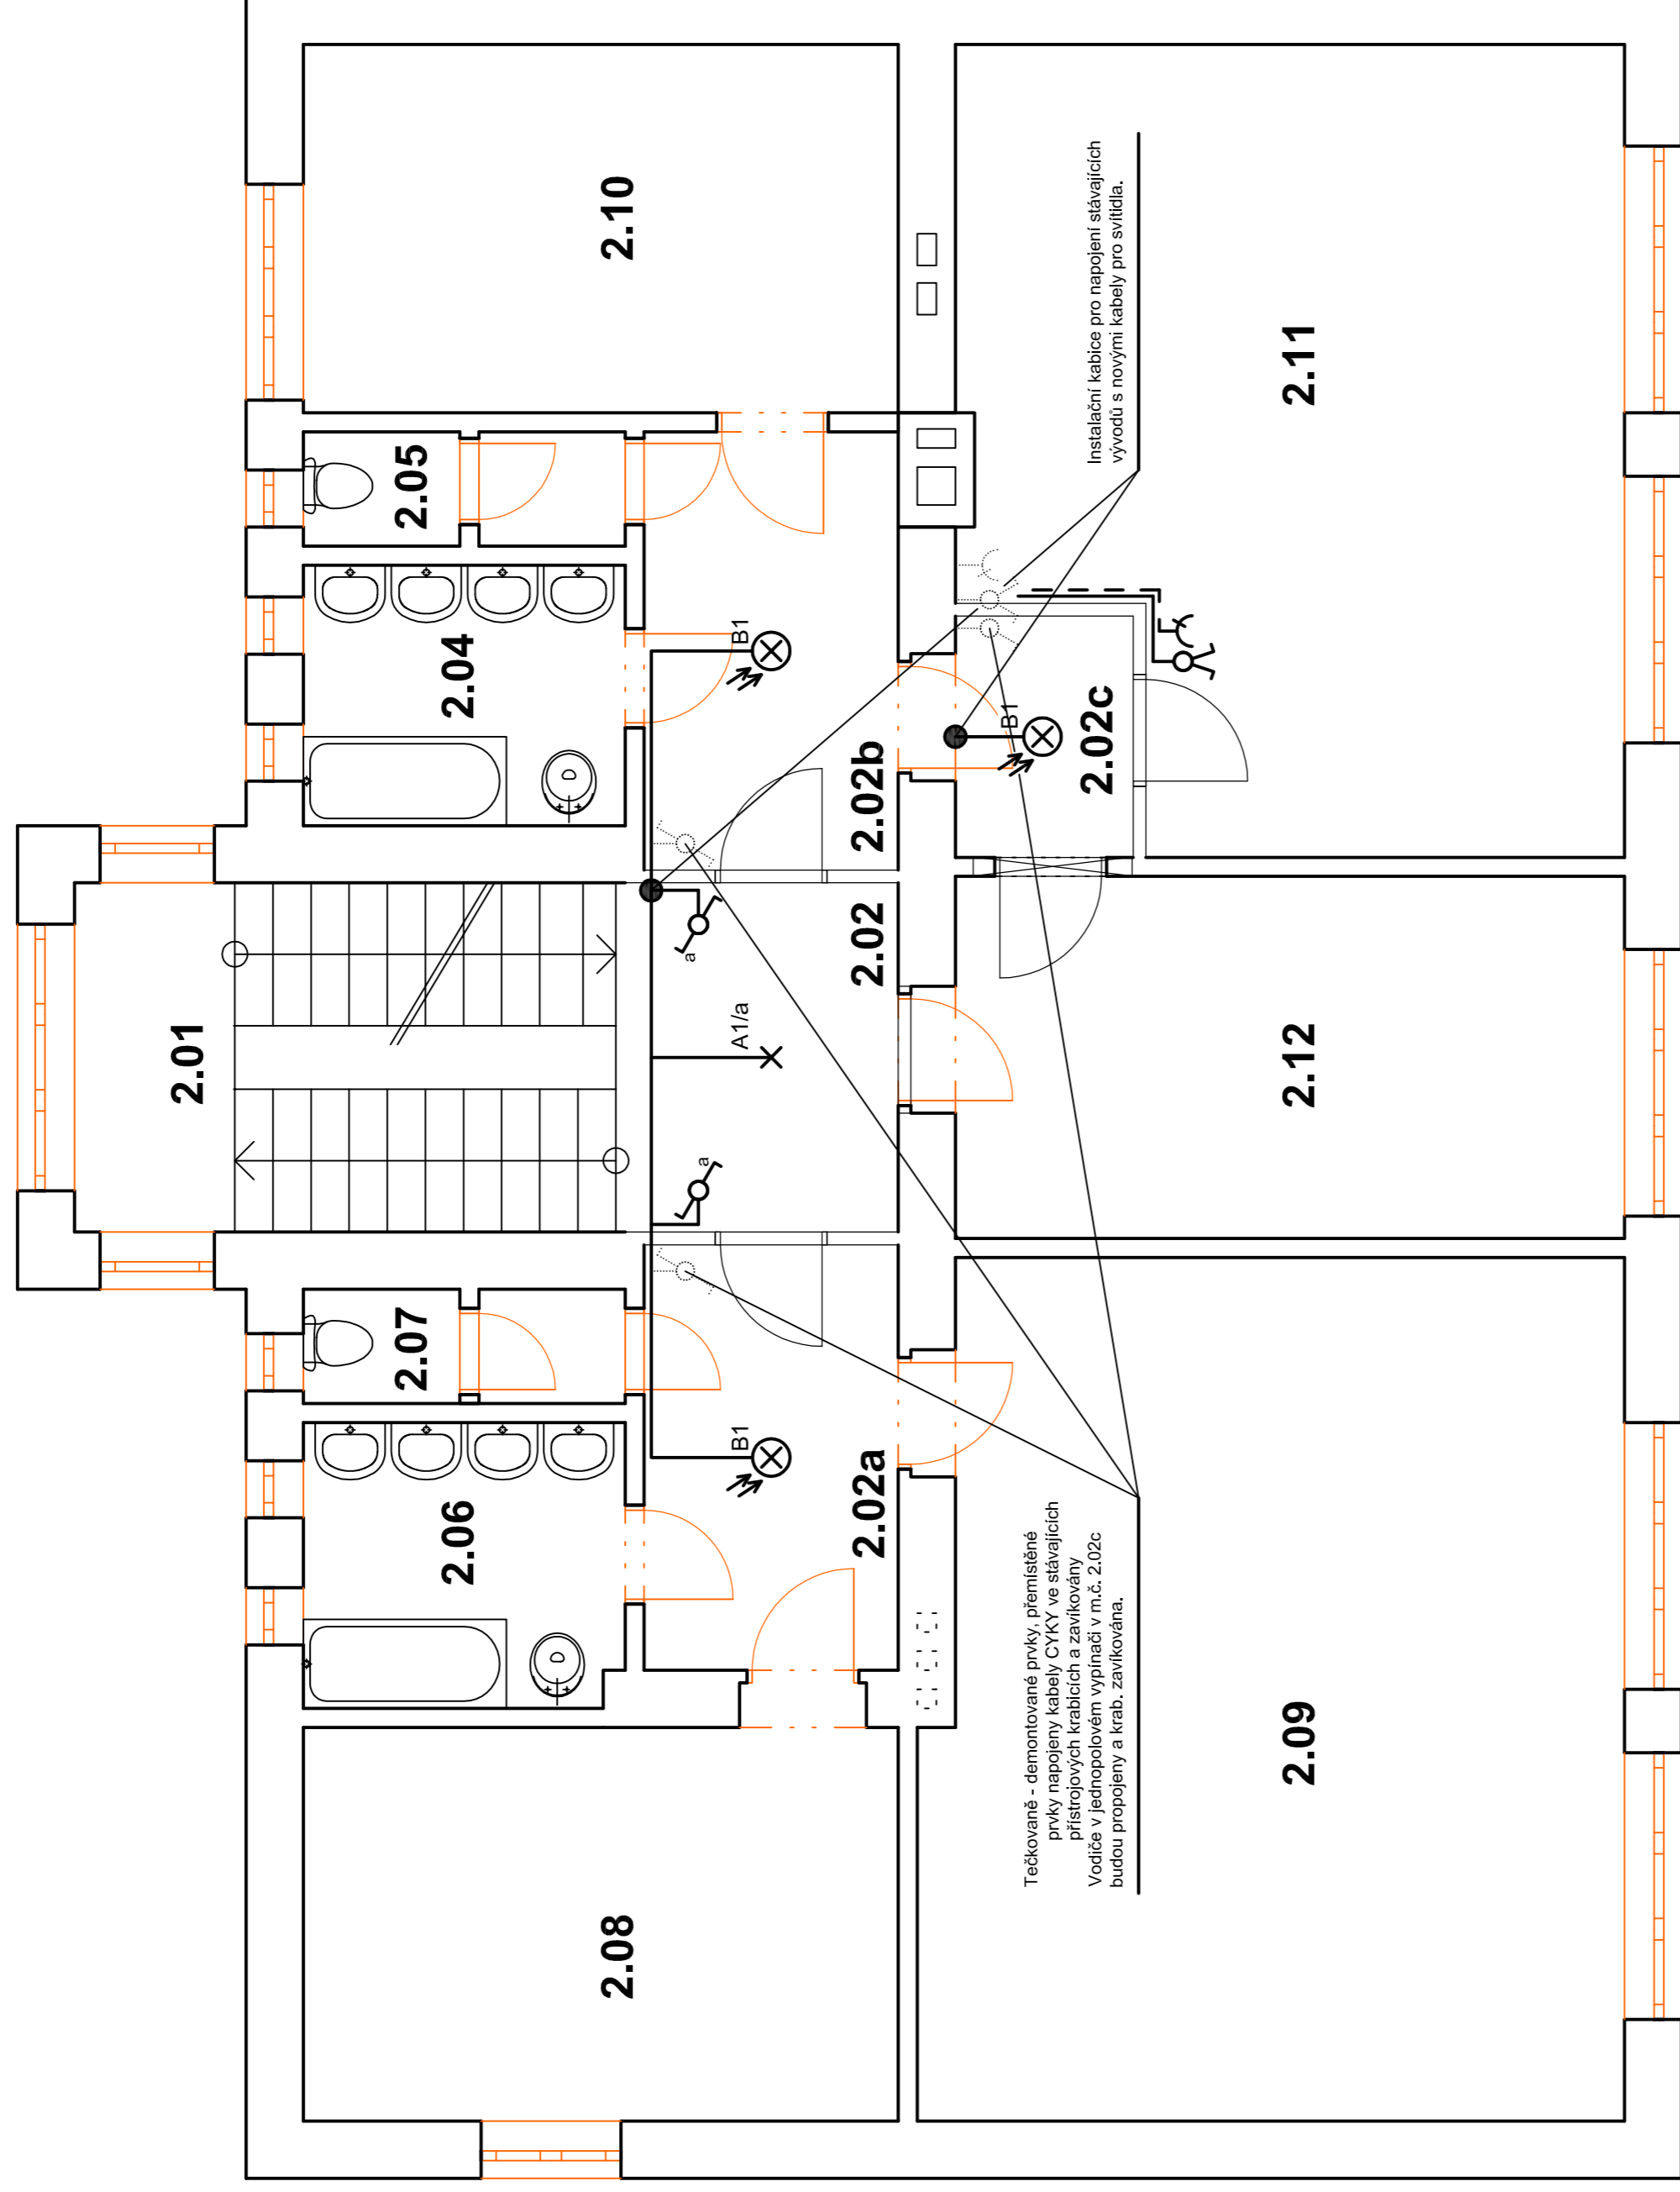 2.01
2.07
2.05
2.06
2.04
2.08
2.10
a
a
B1
A1/a
B1
2.02a
2.02
2.02b
B1
2.02c
Tečkovaně - demontované prvky, přemístěné
prvky napojeny kabely CYKY ve stávajících
přístrojových krabicích a zavíkovány
Vodiče v jednopolovém vypínači v m.č. 2.02c
budou propojeny a krab. zavíkována.
Instalační kabice pro napojení stávajících
vývodů s novými kabely pro svítidla.
2.09
2.12
2.11